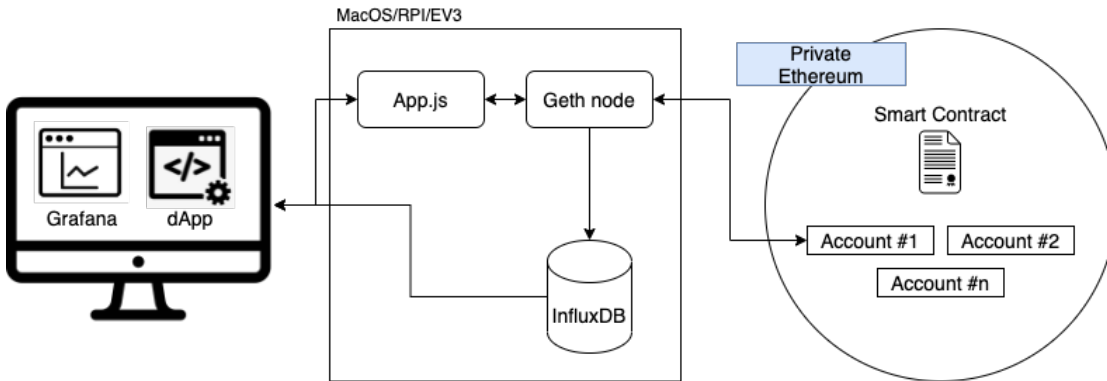 MacOS/RPI/EV3
Private
Ethereum
App.js
Geth node
Smart Contract
</>
Grafana
dApp
Account #1
Account #2
Account #n
InfluxDB